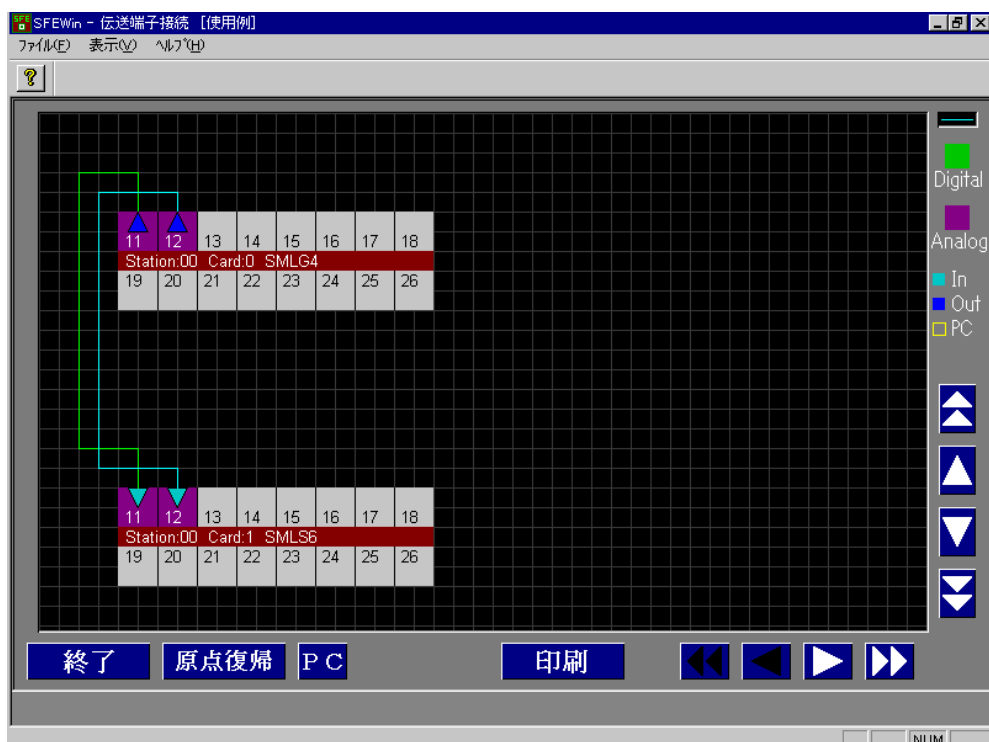 SFEWin - 伝送端子接続 [使用例]
ファイル(F) 表示(V) ヘルプ(H)
Digital
Analog
In
Out
PC
11 12 13 14 15 16 17 18
Station:00 Card:0 SMLG4
19 20 21 22 23 24 25 26
11 12 13 14 15 16 17 18
Station:00 Card:1 SMLS6
19 20 21 22 23 24 25 26
終了 原点復帰 PC 印刷
NUM